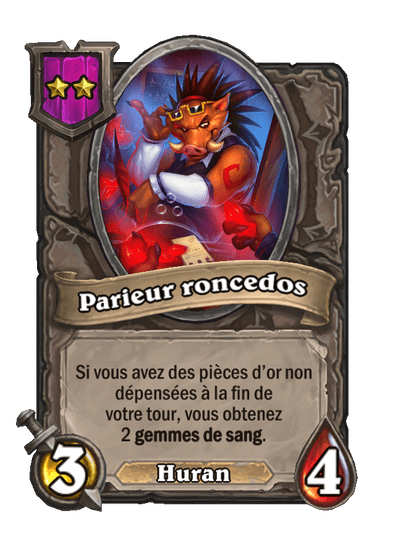 Parieur roncedos
Si vous avez des pièces d’or non
dépensées à la fin de
votre tour, vous obtenez
2 gemmes de sang.
3
Huran
4